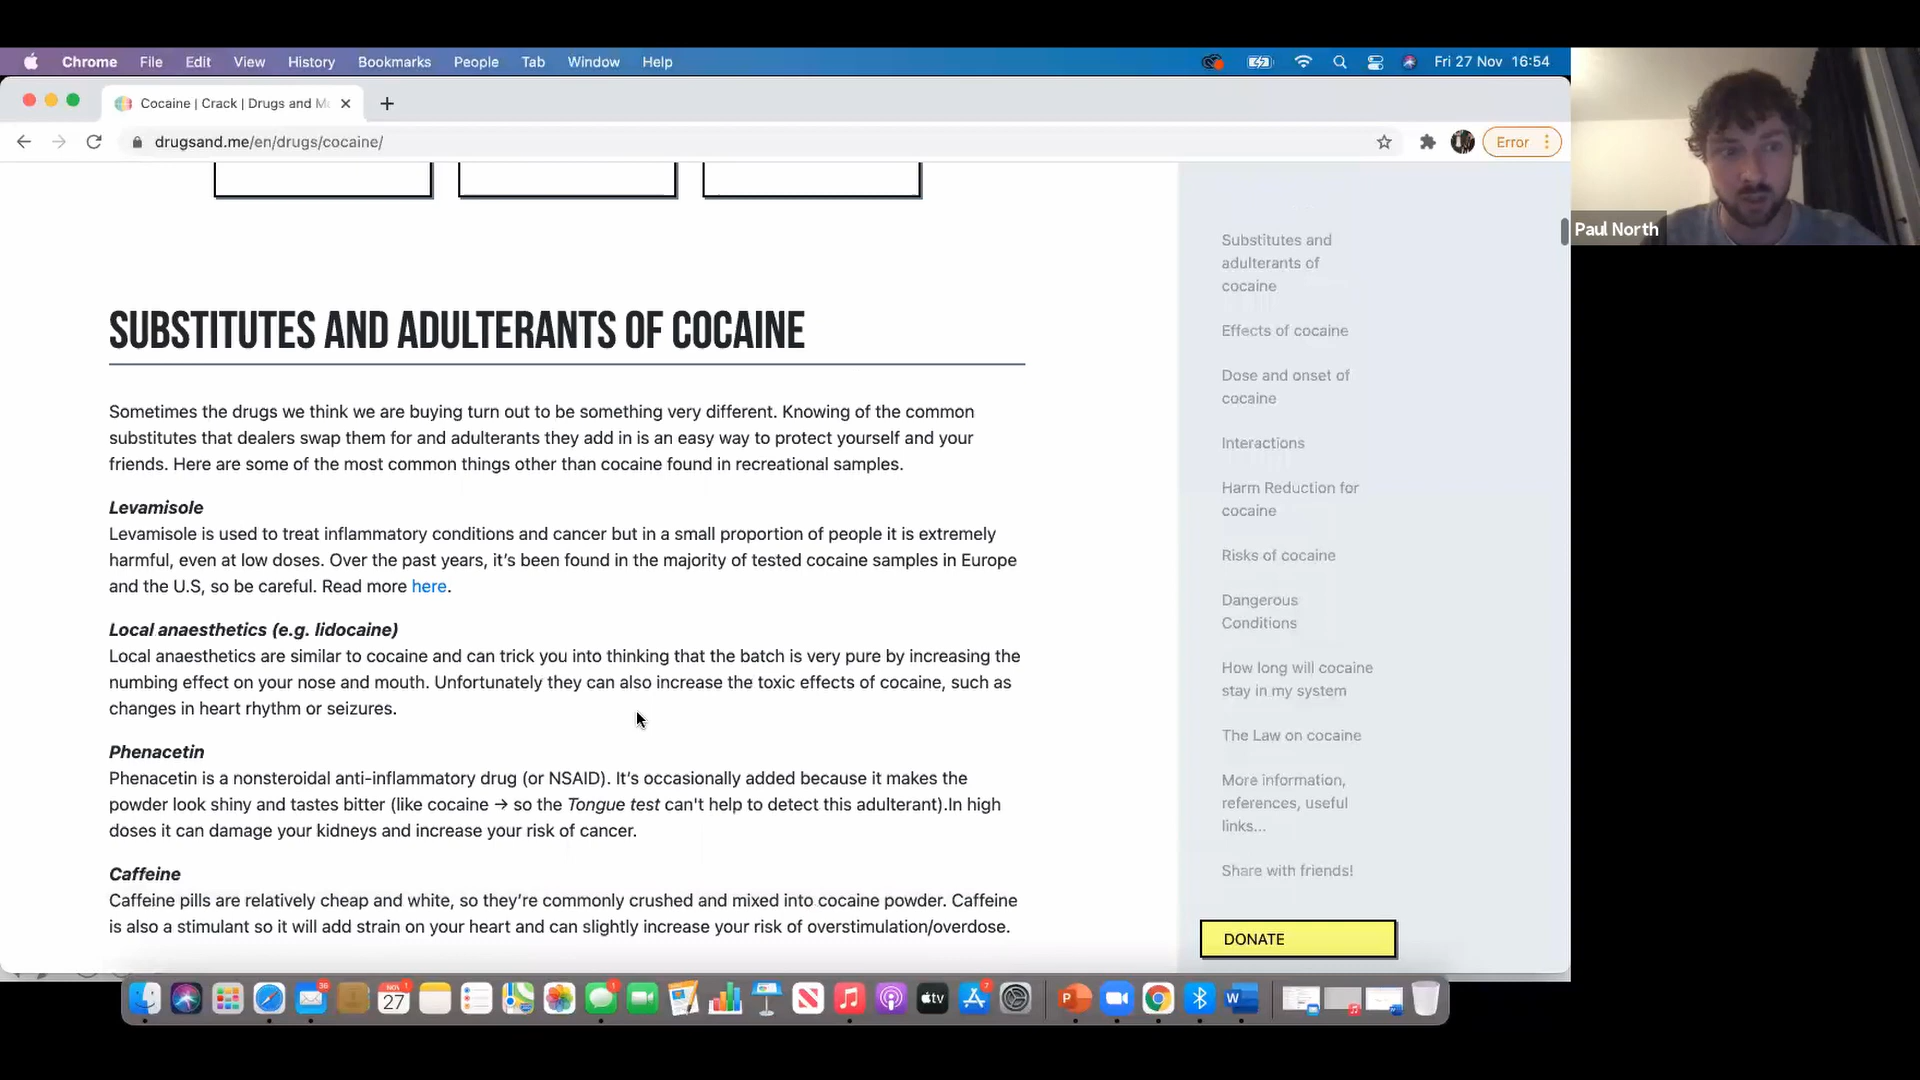 Chrome File Edit View History Bookmarks People Tab Window Help Fri 27 Nov 16:54
Cocaine | Crack | Drugs and M
drugsand.me/en/drugs/cocaine/ Error
Paul North
SUBSTITUTES AND ADULTERANTS OF COCAINE
Sometimes the drugs we think we are buying turn out to be something very different. Knowing of the common
substitutes that dealers swap them for and adulterants they add in is an easy way to protect yourself and your
friends. Here are some of the most common things other than cocaine found in recreational samples.
Levamisole
Levamisole is used to treat inflammatory conditions and cancer but in a small proportion of people it is extremely
harmful, even at low doses. Over the past years, it's been found in the majority of tested cocaine samples in Europe
and the U.S, so be careful. Read more here.
Local anaesthetics (e.g. lidocaine)
Local anaesthetics are similar to cocaine and can trick you into thinking that the batch is very pure by increasing the
numbing effect on your nose and mouth. Unfortunately they can also increase the toxic effects of cocaine, such as
changes in heart rhythm or seizures.
Phenacetin
Phenacetin is a nonsteroidal anti-inflammatory drug (or NSAID). It's occasionally added because it makes the
powder look shiny and tastes bitter (like cocaine → so the Tongue test can't help to detect this adulterant).In high
doses it can damage your kidneys and increase your risk of cancer.
Caffeine
Caffeine pills are relatively cheap and white, so they're commonly crushed and mixed into cocaine powder. Caffeine
is also a stimulant so it will add strain on your heart and can slightly increase your risk of overstimulation/overdose.
Substitutes and
adulterants of
cocaine
Effects of cocaine
Dose and onset of
cocaine
Interactions
Harm Reduction for
cocaine
Risks of cocaine
Dangerous
Conditions
How long will cocaine
stay in my system
The Law on cocaine
More information,
references, useful
links...
Share with friends!
DONATE
36
NOV
27
1
1
tv
7
P
W